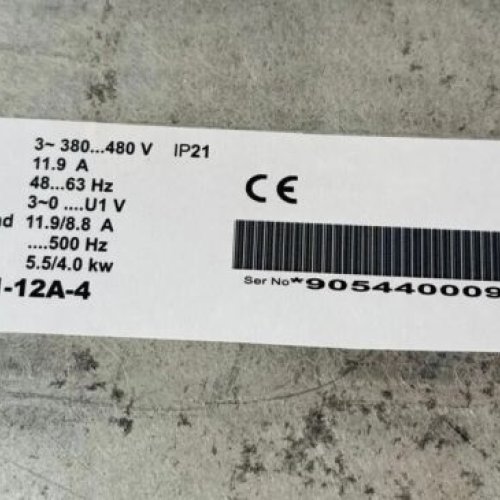 3~ 380...480 V IP21
11.9 A
48...63 Hz
3~0 ....U1 V
nd 11.9/8.8 A
....500 Hz
5.5/4.0 kw
-12A-4
CE
Ser No*905440009